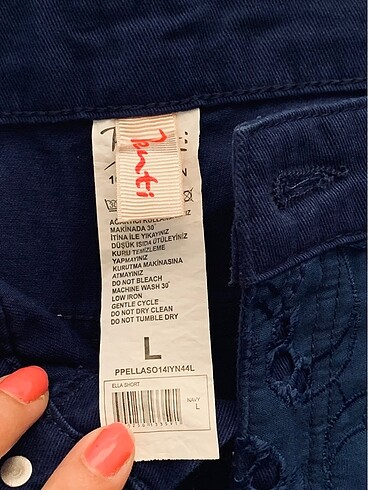 Penti
AĞARTICI KULLANMAYINIZ
MAKİNADA 30°
İTİNA İLE YIKAYINIZ
DÜŞÜK ISIDA ÜTÜLEYİNİZ
KURU TEMİZLEME
YAPMAYINIZ
KURUTMA MAKİNASINA
ATMAYINIZ
DO NOT BLEACH
MACHINE WASH 30°
LOW IRON
GENTLE CYCLE
DO NOT DRY CLEAN
DO NOT TUMBLE DRY
L
PPELLASO14IYN44L
ELLA SHORT
NAVY
L